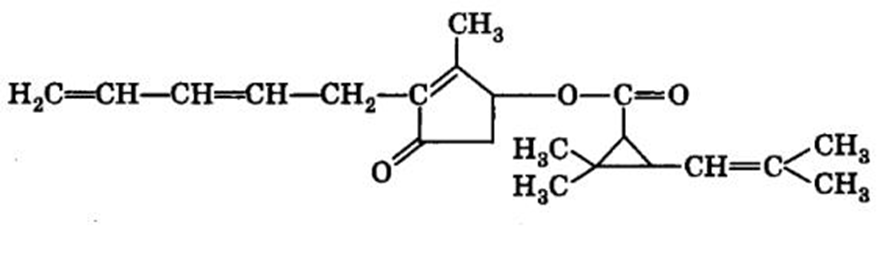 CH₃
H₂C=CH—CH=CH—CH₂—C O—C=O
O
H₃C
H₃C
CH=C
CH₃
CH₃